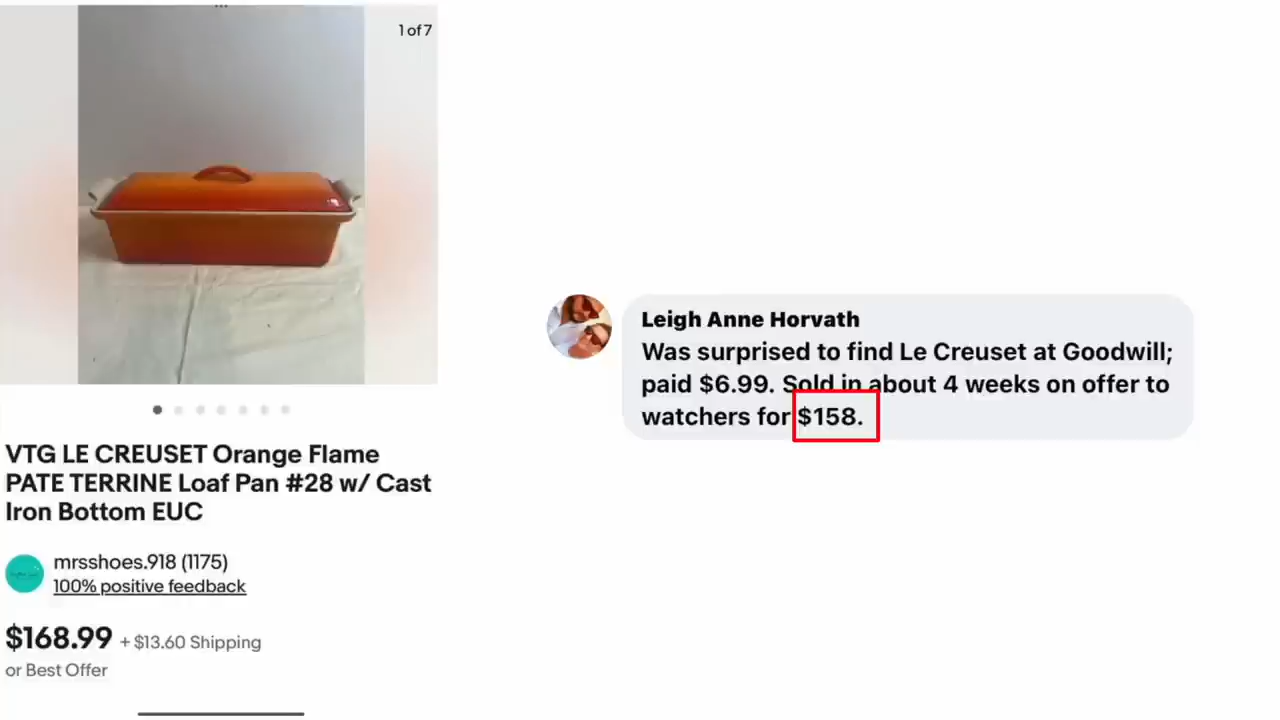 1 of 7
VTG LE CREUSET Orange Flame
PATE TERRINE Loaf Pan #28 w/ Cast
Iron Bottom EUC
mrsshoes.918 (1175)
100% positive feedback
$168.99 + $13.60 Shipping
or Best Offer
Leigh Anne Horvath
Was surprised to find Le Creuset at Goodwill;
paid $6.99. Sold in about 4 weeks on offer to
watchers for $158.